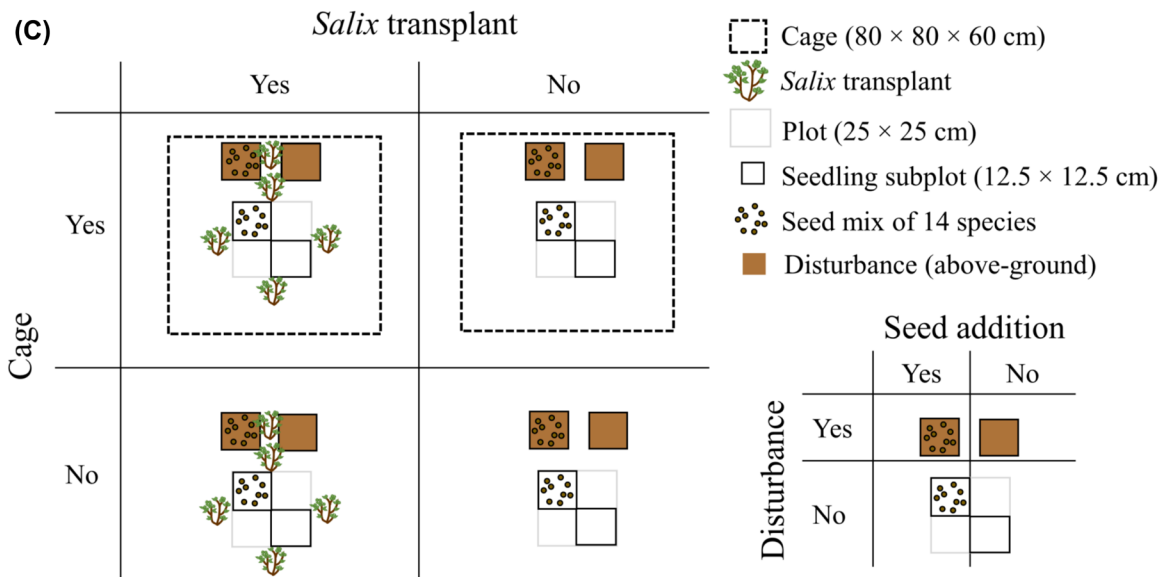 (C)
Salix transplant
Yes
No
Cage
Yes
No
Cage (80 × 80 × 60 cm)
Salix transplant
Plot (25 × 25 cm)
Seedling subplot (12.5 × 12.5 cm)
Seed mix of 14 species
Disturbance (above-ground)
Seed addition
Yes
No
Disturbance
Yes
No